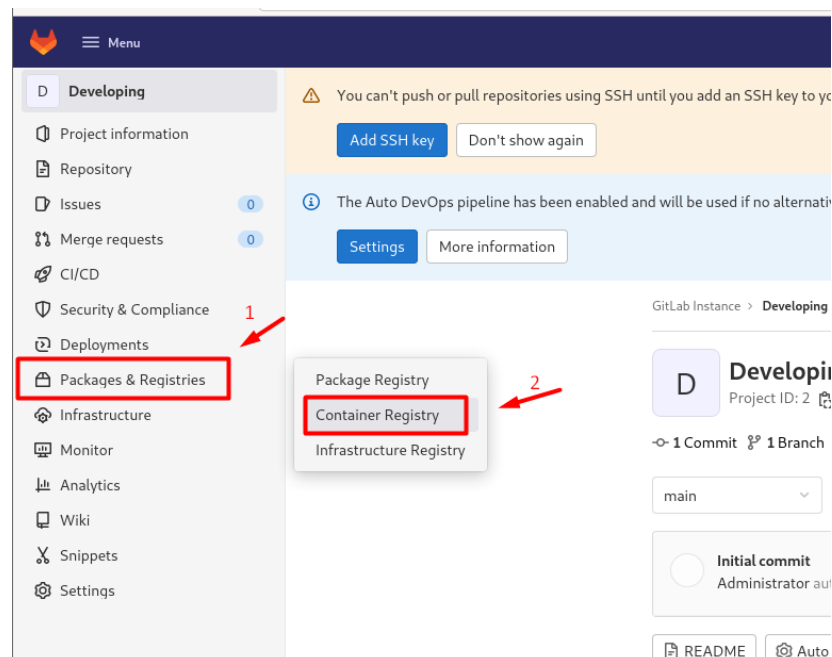 Menu
D Developing
Project information
Repository
Issues 0
Merge requests 0
CI/CD
Security & Compliance
Deployments
Packages & Registries
Infrastructure
Monitor
Analytics
Wiki
Snippets
Settings
1
Package Registry
Container Registry
Infrastructure Registry
2
You can't push or pull repositories using SSH until you add an SSH key to
Add SSH key Don't show again
The Auto DevOps pipeline has been enabled and will be used if no
Settings More information
GitLab Instance > Developing
D
Project ID: 2
1 Commit 1 Branch
main
Initial commit
Administrator
README Auto